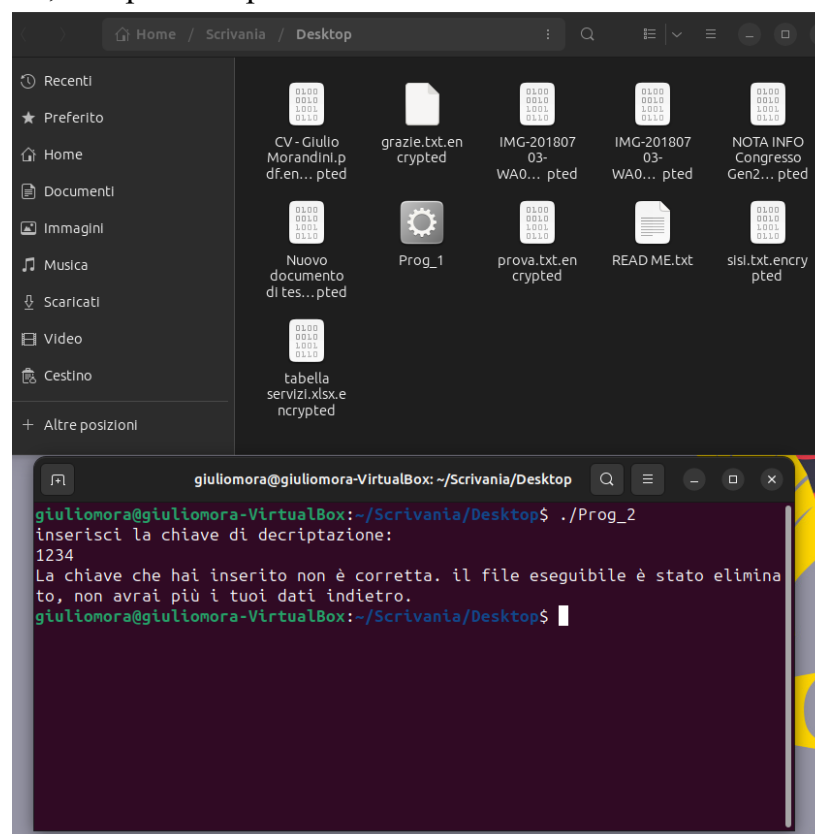 Home / Scrivania / Desktop
Recenti
Preferito
Home
Documenti
Immagini
Musica
Scaricati
Video
Cestino
+ Altre posizioni
CV - Giulio
Morandini.p
df.en... pted
grazie.txt.en
crypted
IMG-201807
03-
WA0... pted
IMG-201807
03-
WA0... pted
NOTA INFO
Congresso
Gen2... pted
Nuovo
documento
di tes...pted
Prog_1
prova.txt.en
crypted
READ ME.txt
sisi.txt.encry
pted
tabella
servizi.xlsx.e
ncrypted
giuliomora@giuliomora-VirtualBox: ~/Scrivania/Desktop
giuliomora@giuliomora-VirtualBox:~/Scrivania/Desktop$ ./Prog_2
inserisci la chiave di decriptazione:
1234
La chiave che hai inserito non è corretta. il file eseguibile è stato elimina
to, non avrai più i tuoi dati indietro.
giuliomora@giuliomora-VirtualBox:~/Scrivania/Desktop$